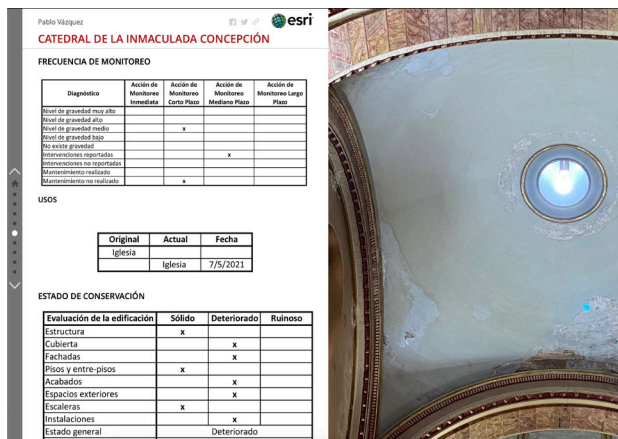 Pablo Vázquez
esri
CATEDRAL DE LA INMACULADA CONCEPCIÓN
FRECUENCIA DE MONITOREO
Diagnóstico | Acción de Monitoreo Inmediata | Acción de Monitoreo Corto Plazo | Acción de Monitoreo Mediano Plazo | Acción de Monitoreo Largo Plazo
Nivel de gravedad muy alto
Nivel de gravedad alto
Nivel de gravedad medio x
Nivel de gravedad bajo
No existe gravedad
Intervenciones reportadas x
Intervenciones no reportadas
Mantenimiento realizado
Mantenimiento no realizado x
USOS
Original Actual Fecha
Iglesia
Iglesia 7/5/2021
ESTADO DE CONSERVACIÓN
Evaluación de la edificación Sólido Deteriorado Ruinoso
Estructura x
Cubierta x
Fachadas x
Pisos y entre-pisos x
Acabados x
Espacios exteriores x
Escaleras x
Instalaciones x
Estado general Deteriorado